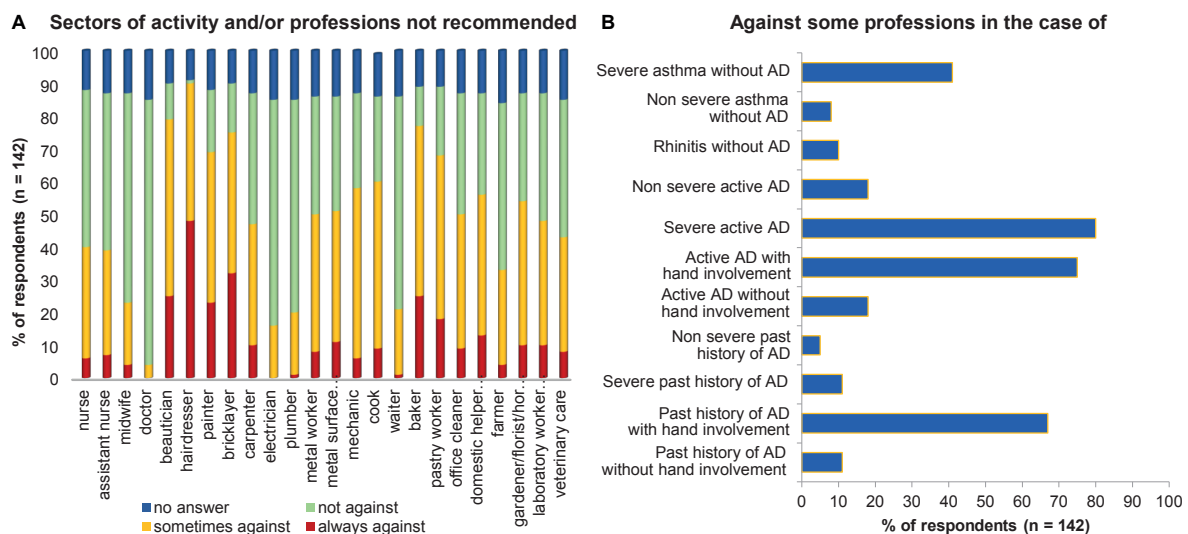 A Sectors of activity and/or professions not recommended
% of respondents (n = 142)
100
90
80
70
60
50
40
30
20
10
0
nurse
assistant nurse
midwife
doctor
beautician
hairdresser
painter
bricklayer
carpenter
electrician
plumber
metal worker
metal surface…
mechanic
cook
waiter
baker
pastry worker
office cleaner
domestic helper…
farmer
gardener/florist/hor…
laboratory worker…
veterinary care
no answer
not against
sometimes against
always against
B Against some professions in the case of
Severe asthma without AD
Non severe asthma
without AD
Rhinitis without AD
Non severe active AD
Severe active AD
Active AD with
hand involvement
Active AD without
hand involvement
Non severe past
history of AD
Severe past history of AD
Past history of AD
with hand involvement
Past history of AD
without hand involvement
0 10 20 30 40 50 60 70 80 90 100
% of respondents (n = 142)